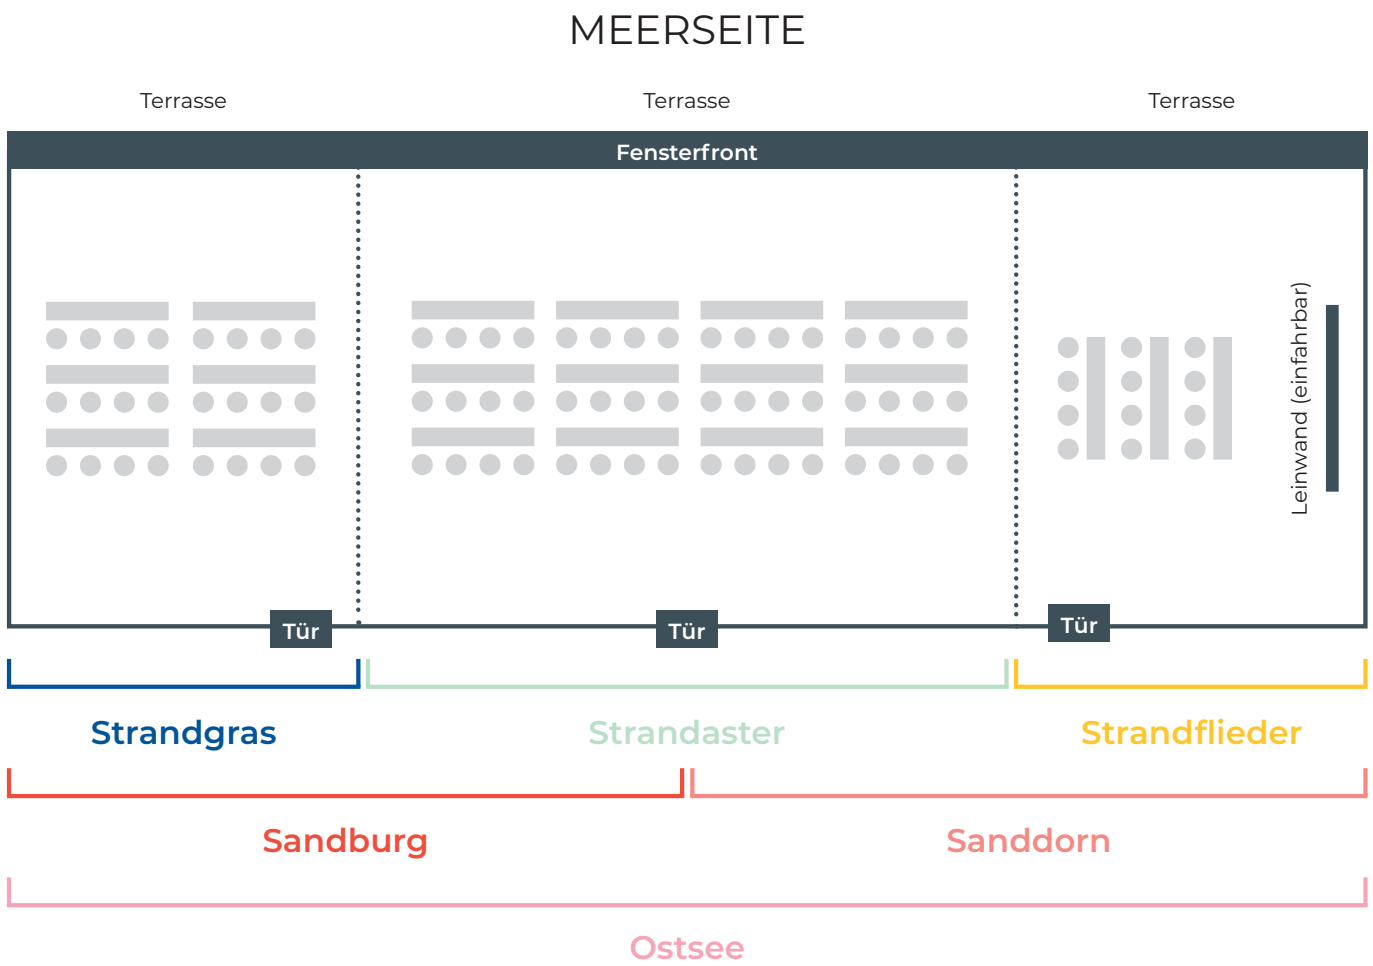 MEERSEITE
Terrasse
Terrasse
Terrasse
Fensterfront
Leinwand (einfahrbar)
Tür
Tür
Tür
Strandgras
Strandaster
Strandflieder
Sandburg
Sanddorn
Ostsee